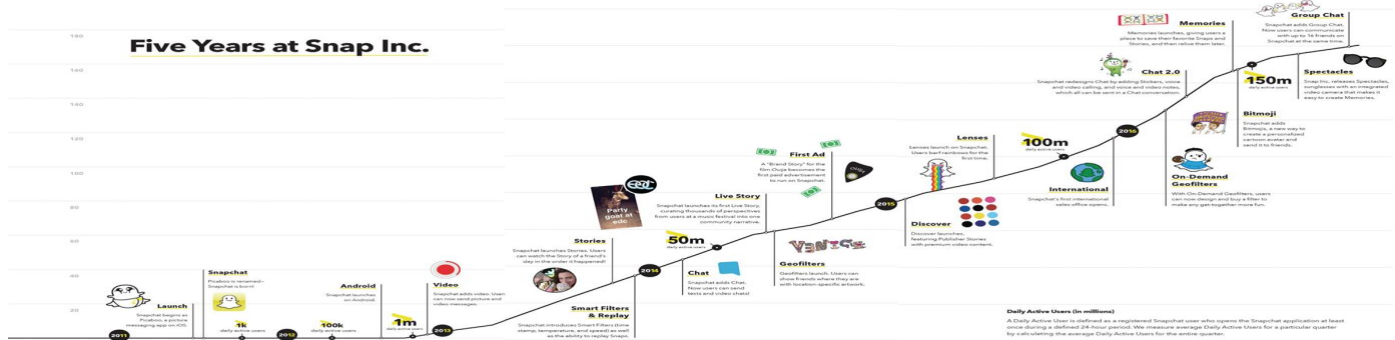 Five Years at Snap Inc.
180
160
140
120
100
80
60
40
20
2011
Launch
Snapchat begins as
Picaboo, a picture
messaging app on iOS.
Snapchat
Picaboo is renamed—
Snapchat is born!
1k
daily active users
2012
100k
daily active users
Android
Snapchat launches
on Android.
1m
daily active users
2013
Video
Snapchat adds video. Users
can now send picture and
video messages.
Stories
Snapchat launches Stories. Users
can watch the Story of a friend's
day in the order it happened!
Smart Filters
& Replay
Snapchat introduces Smart Filters (time
stamp, temperature, and speed) as well
as the ability to replay Snaps.
2014
50m
daily active users
Chat
Snapchat adds Chat.
Now users can send
texts and video chats!
Party
goat at
edc
Live Story
Snapchat launches its first Live Story,
curating thousands of perspectives
from users at a music festival into one
community narrative.
VENICE
Geofilters
Geofilters launch. Users can
show friends where they are
with location-specific artwork.
First Ad
A "Brand Story" for the
film Ouija becomes the
first paid advertisement
to run on Snapchat.
OUIJA
2015
Discover
Discover launches,
featuring Publisher Stories
with premium video content.
Lenses
Lenses launch on Snapchat.
Users barf rainbows for the
first time.
100m
daily active users
International
Snapchat's first international
sales office opens.
2016
Chat 2.0
Snapchat redesigns Chat by adding Stickers, voice
and video calling, and voice and video notes,
which all can be sent in a Chat conversation.
On-Demand
Geofilters
With On-Demand Geofilters, users
can now design and buy a filter to
make any get-together more fun.
Memories
Memories launches, giving users a
place to save their favorite Snaps and
Stories, and then relive them later.
Bitmoji
Snapchat adds
Bitmojis, a new way to
create a personalized
cartoon avatar and
send it to friends.
150m
daily active users
Spectacles
Snap Inc. releases Spectacles,
sunglasses with an integrated
video camera that makes it
easy to create Memories.
Group Chat
Snapchat adds Group Chat.
Now users can communicate
with up to 16 friends on
Snapchat at the same time.
Daily Active Users (in millions)
A Daily Active User is defined as a registered Snapchat user who opens the Snapchat application at least
once during a defined 24-hour period. We measure average Daily Active Users for a particular quarter
by calculating the average Daily Active Users for the entire quarter.